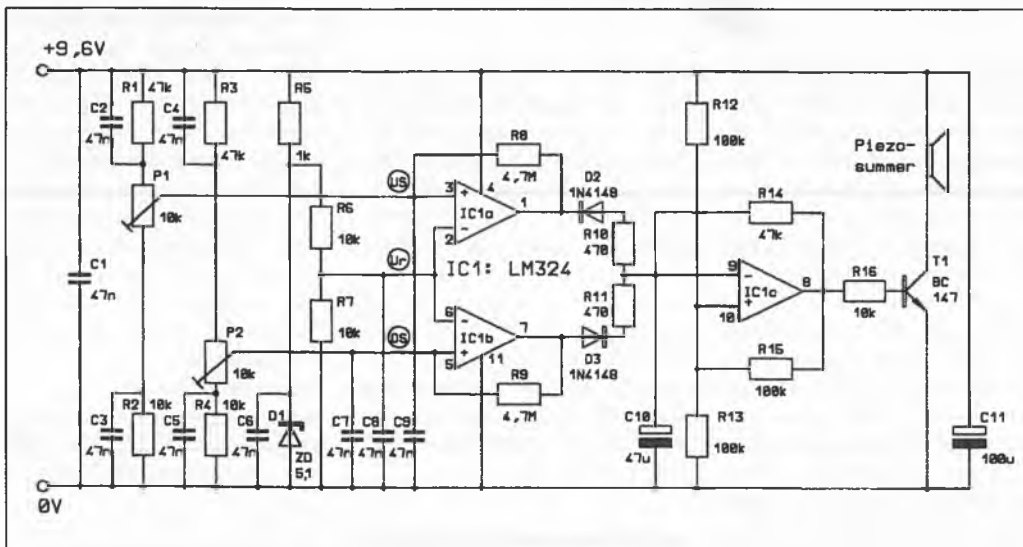 +9,6V
C2
47n
R1
47k
C4
47n
R3
47k
R5
1k
P1
10k
C1
47n
R6
10k
R7
10k
P2
10k
C3
47n
R2
10k
C5
47n
R4
10k
C6
47n
D1
ZD
5,1
C7
47n
C8
47n
C9
47n
US
Ur
OS
R8
4,7M
3
+
4
IC1a
1
2
-
IC1: LM324
6
-
IC1b
7
5
+
11
R9
4,7M
D2
1N4148
R10
470
R11
470
D3
1N4148
R12
100k
R14
47k
9
-
IC1c
8
10
+
R15
100k
R13
100k
C10
47u
R16
10k
T1
BC
147
Piezo-
summer
C11
100u
0V